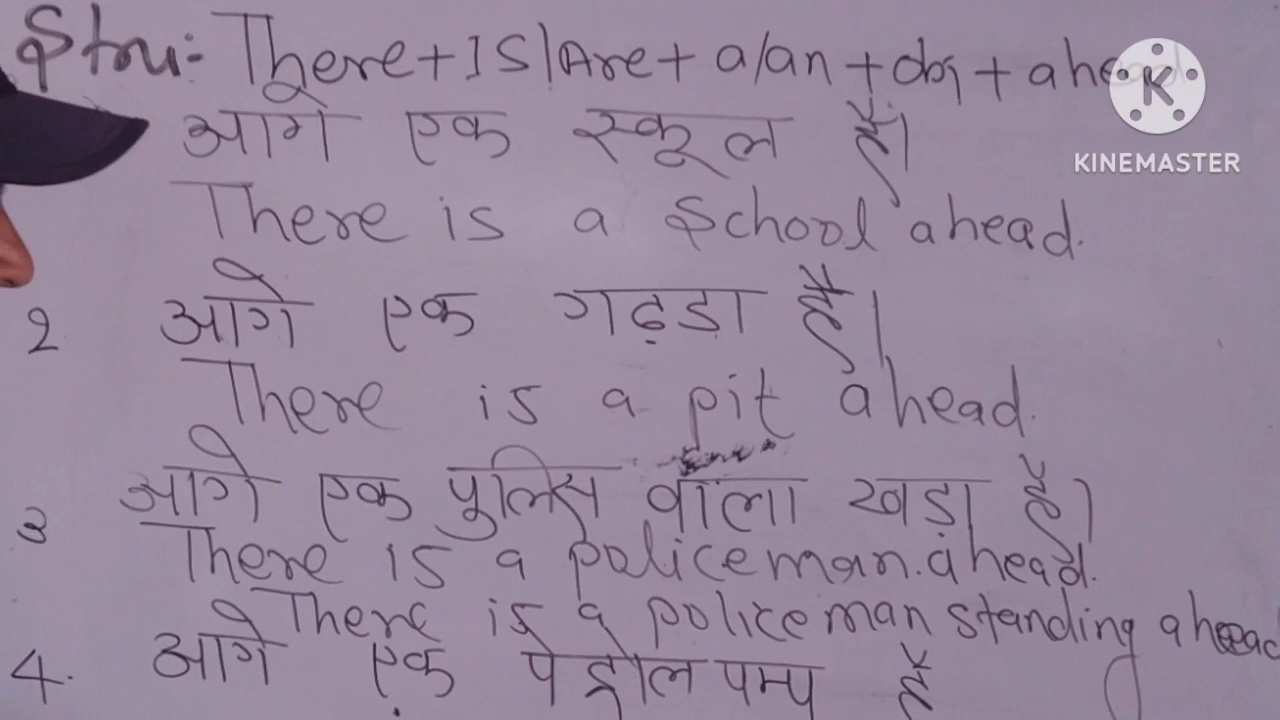 Stru:- There + IS/Are + a/an + obj + ahead
K
KINEMASTER
आगे एक स्कूल है।
There is a School ahead.
2 आगे एक गढ़डा है।
There is a pit ahead.
3 आगे एक पुलिस वाला खड़ा है।
There is a policeman.ahead.
There is a policeman standing ahead
4. आगे एक पेट्रोल पम्प है